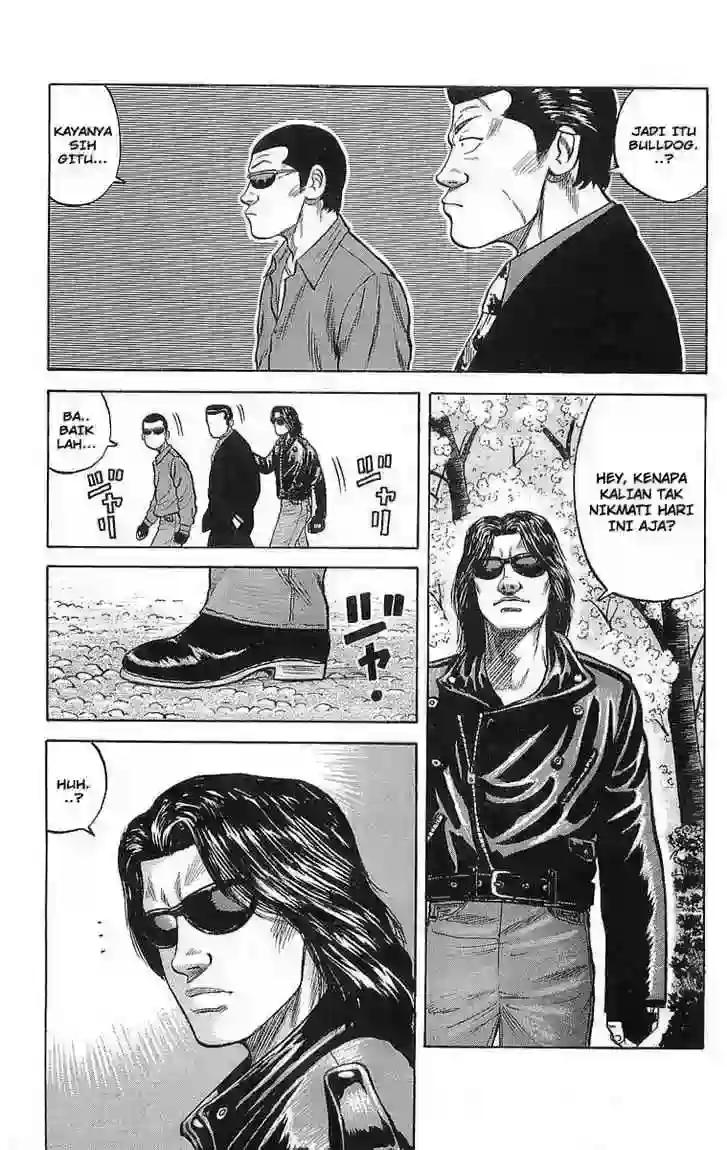 JADI ITU
BULLDOG.
..?
KAYANYA
SIH
GITU...
HEY, KENAPA
KALIAN TAK
NIKMATI HARI
INI AJA?
BA..
BAIK
LAH...
ジャリ
ジャリ
ジャ.
HUH.
..?